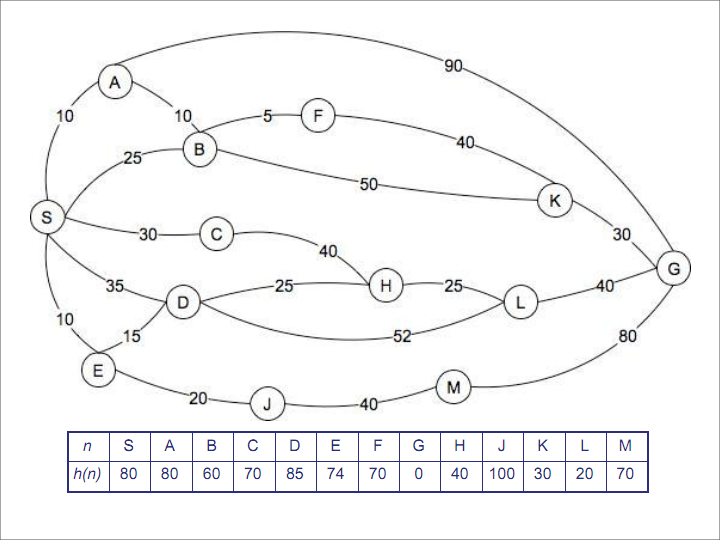 90
A
10
10
5
F
40
25
B
50
K
S
30
C
30
40
G
35
25
H
25
D
L
40
10
15
52
80
E
20
J
40
M
n S A B C D E F G H J K L M
h(n) 80 80 60 70 85 74 70 0 40 100 30 20 70